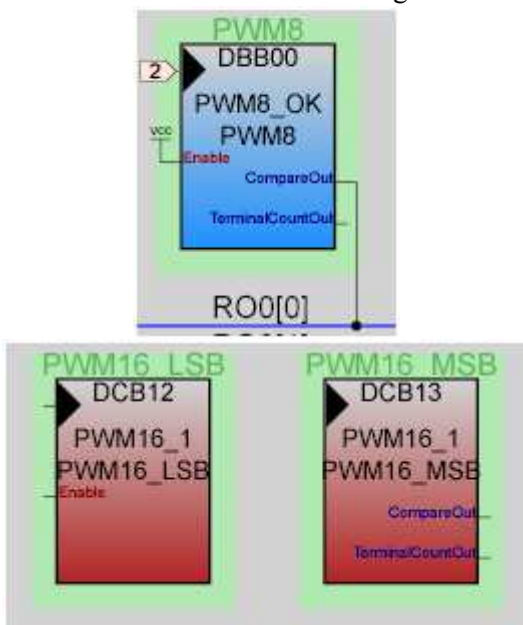 PWM8
DBB00
2
PWM8_OK
PWM8
vcc
Enable
CompareOut
TerminalCountOut
RO0[0]
PWM16_LSB
DCB12
PWM16_1
PWM16_LSB
Enable
PWM16_MSB
DCB13
PWM16_1
PWM16_MSB
CompareOut
TerminalCountOut